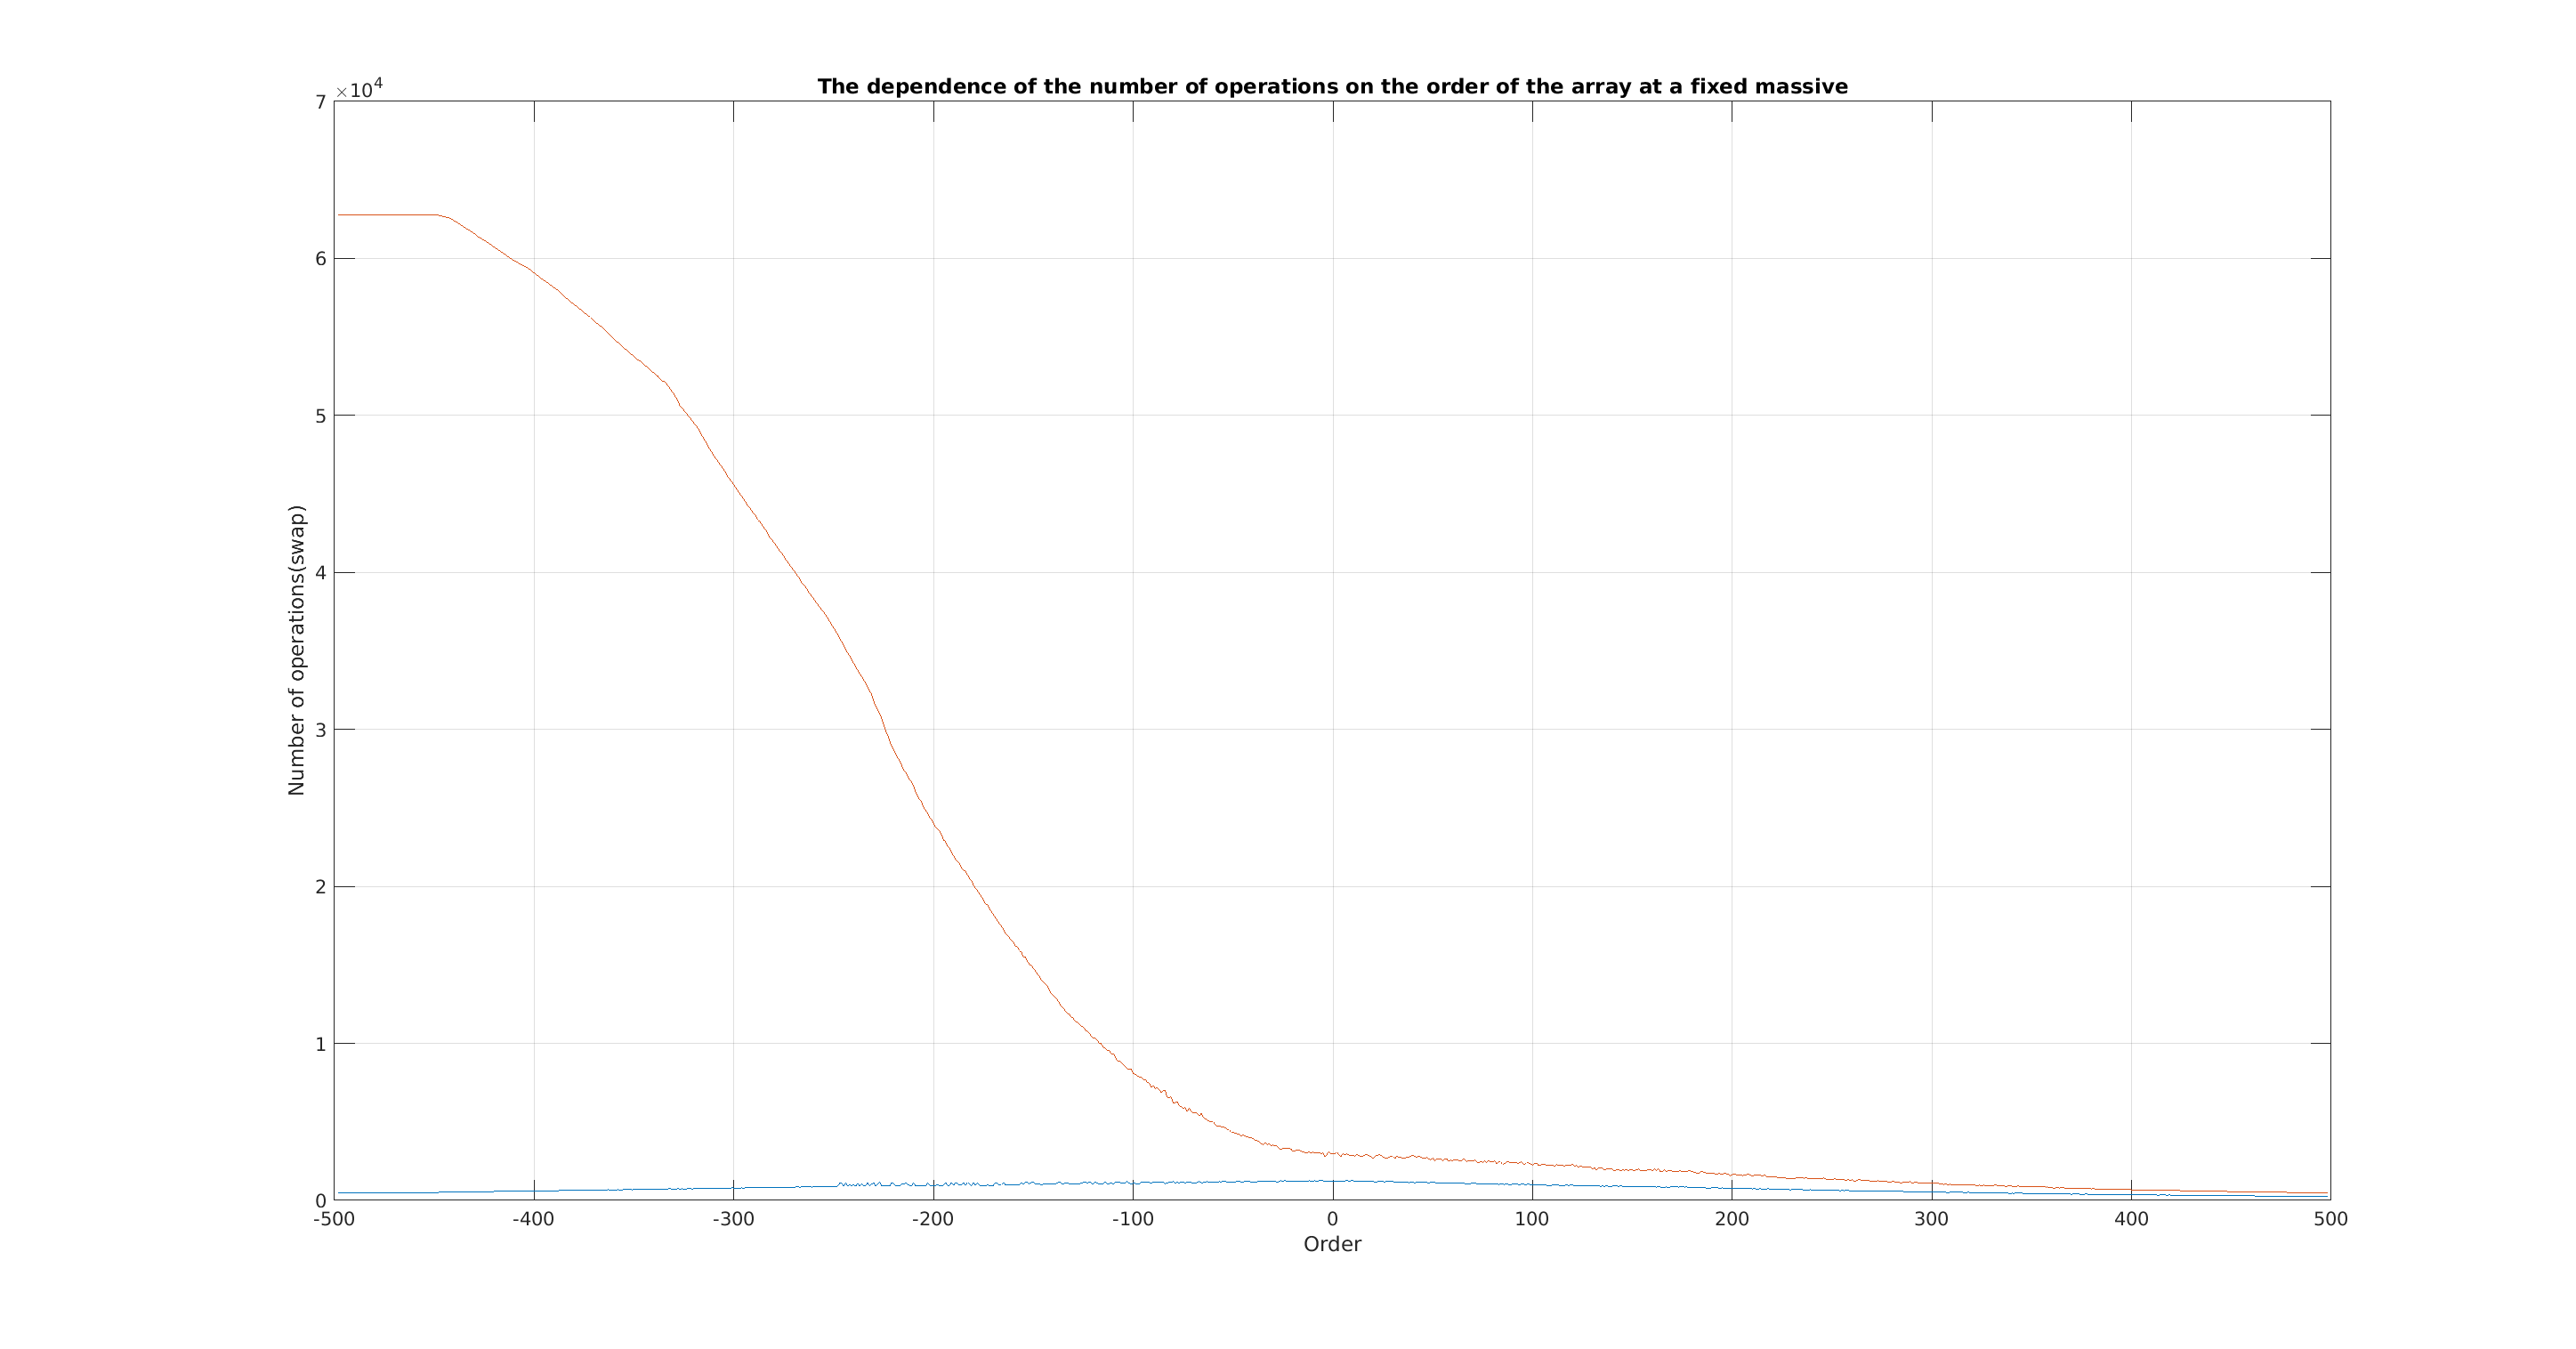 The dependence of the number of operations on the order of the array at a fixed massive
×10⁴
7
6
5
4
3
2
1
0
Number of operations(swap)
-500 -400 -300 -200 -100 0 100 200 300 400 500
Order